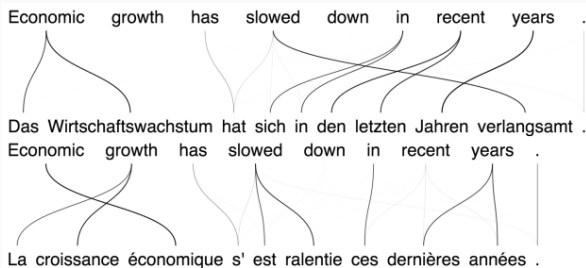 Economic growth has slowed down in recent years .
Das Wirtschaftswachstum hat sich in den letzten Jahren verlangsamt .
Economic growth has slowed down in recent years .
La croissance économique s' est ralentie ces dernières années .